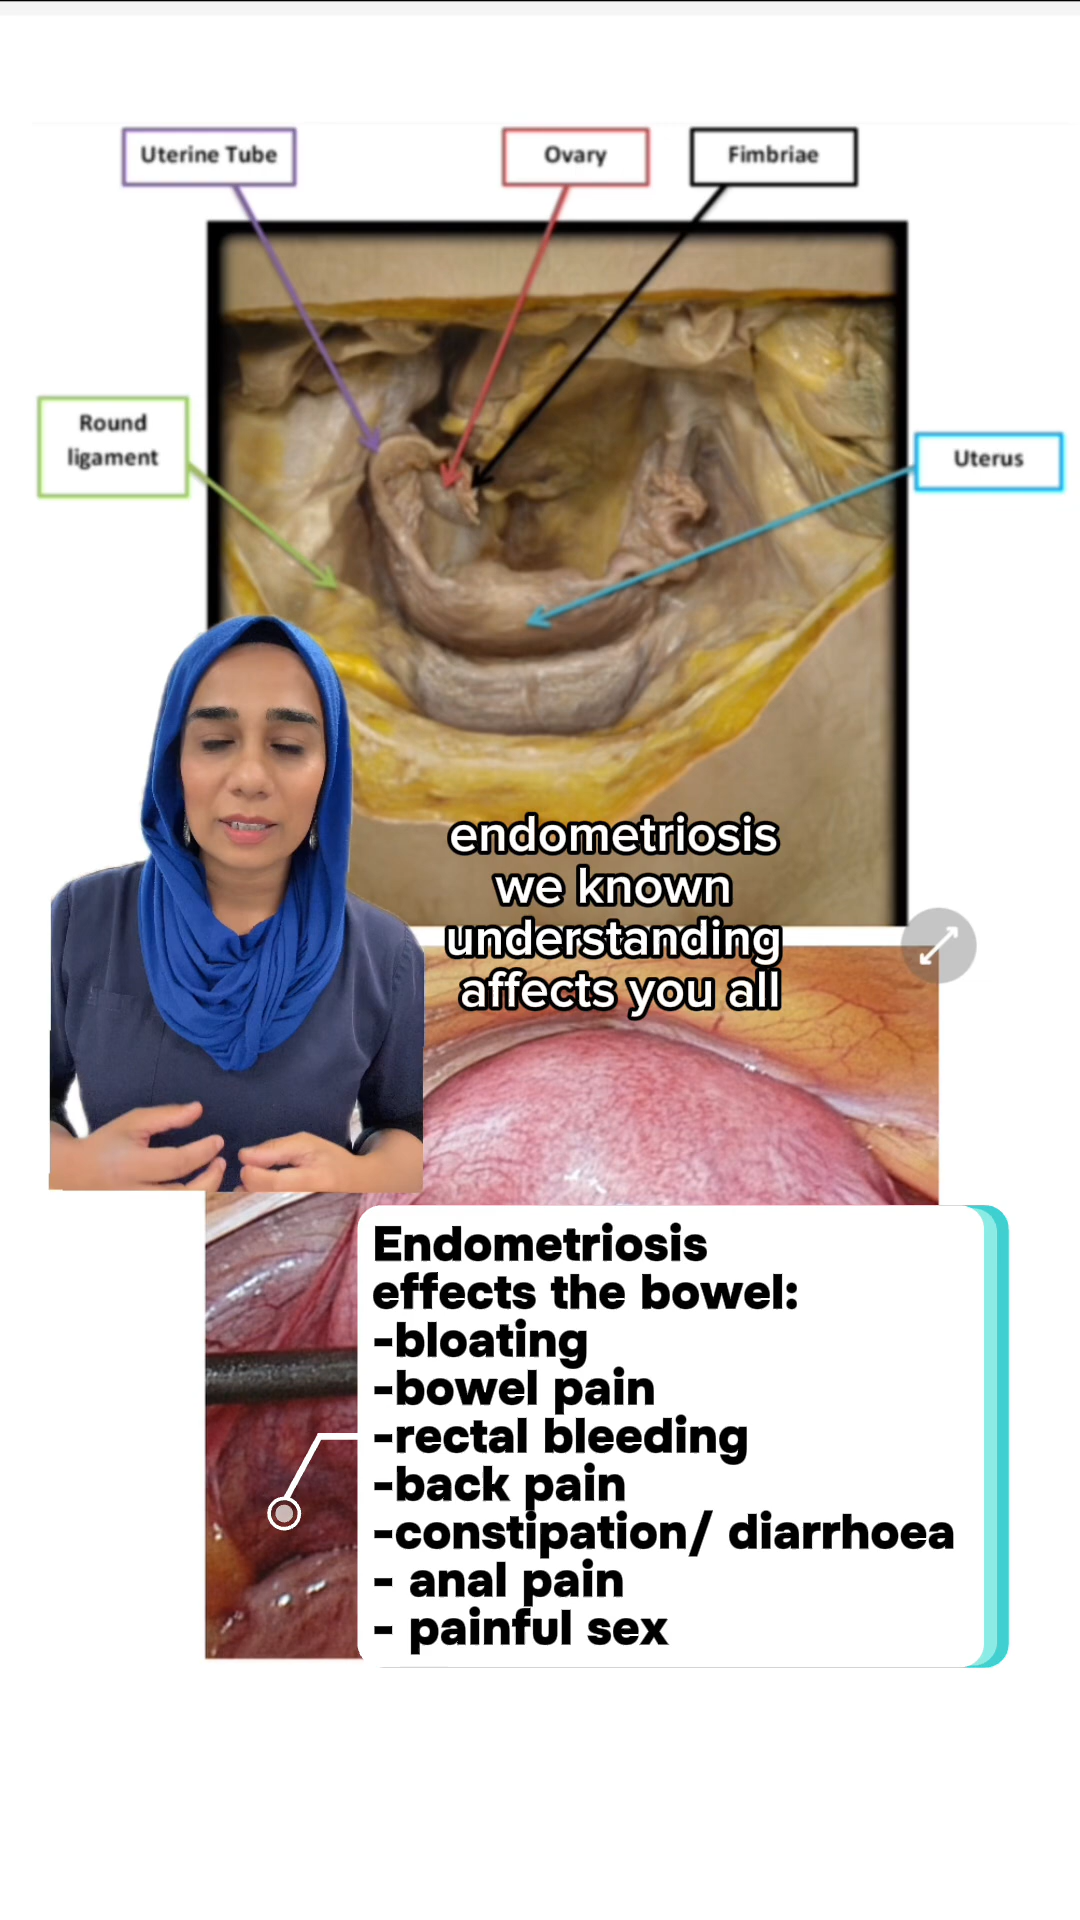 Uterine Tube
Ovary
Fimbriae
Round
ligament
Uterus
endometriosis
we known
understanding
affects you all
Endometriosis
effects the bowel:
-bloating
-bowel pain
-rectal bleeding
-back pain
-constipation/ diarrhoea
- anal pain
- painful sex